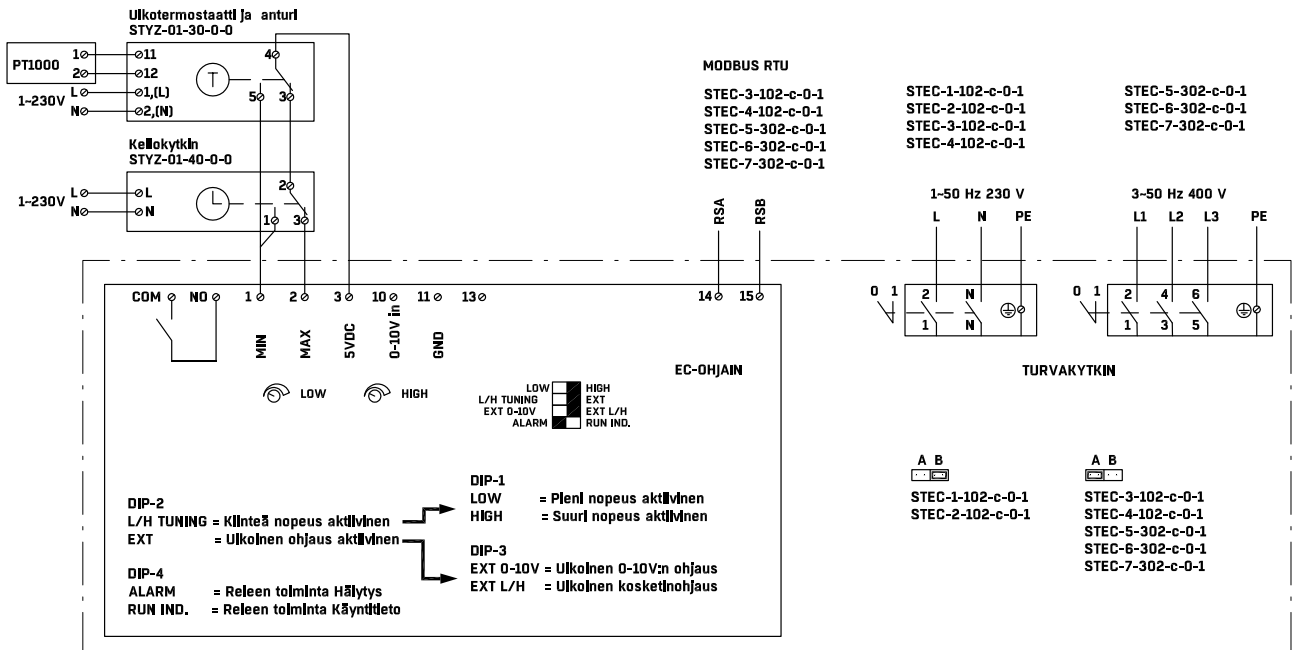 Ulkotermostaatti ja anturi
STYZ-01-30-0-0
PT1000
1
2
11
12
1~230V
L
N
1,(L)
2,(N)
T
4
5
3
Kellokytkin
STYZ-01-40-0-0
1~230V
L
N
L
N
2
1
3
MODBUS RTU
STEC-3-102-c-0-1
STEC-4-102-c-0-1
STEC-5-302-c-0-1
STEC-6-302-c-0-1
STEC-7-302-c-0-1
RSA
RSB
STEC-1-102-c-0-1
STEC-2-102-c-0-1
STEC-3-102-c-0-1
STEC-4-102-c-0-1
1~50 Hz 230 V
L N PE
STEC-5-302-c-0-1
STEC-6-302-c-0-1
STEC-7-302-c-0-1
3~50 Hz 400 V
L1 L2 L3 PE
COM NO 1 2 3 10 11 13 14 15
MIN
MAX
5VDC
0-10V in
GND
LOW
HIGH
EC-OHJAIN
LOW HIGH
L/H TUNING EXT
EXT 0-10V EXT L/H
ALARM RUN IND.
0 1
2 N
1 N
0 1
2 4 6
1 3 5
TURVAKYTKIN
DIP-2
L/H TUNING = Kiinteä nopeus aktiivinen
EXT = Ulkoinen ohjaus aktiivinen
DIP-4
ALARM = Releen toiminta Hälytys
RUN IND. = Releen toiminta Käyntitieto
DIP-1
LOW = Pieni nopeus aktiivinen
HIGH = Suuri nopeus aktiivinen
DIP-3
EXT 0-10V = Ulkoinen 0-10V:n ohjaus
EXT L/H = Ulkoinen kosketinohjaus
A B
STEC-1-102-c-0-1
STEC-2-102-c-0-1
A B
STEC-3-102-c-0-1
STEC-4-102-c-0-1
STEC-5-302-c-0-1
STEC-6-302-c-0-1
STEC-7-302-c-0-1